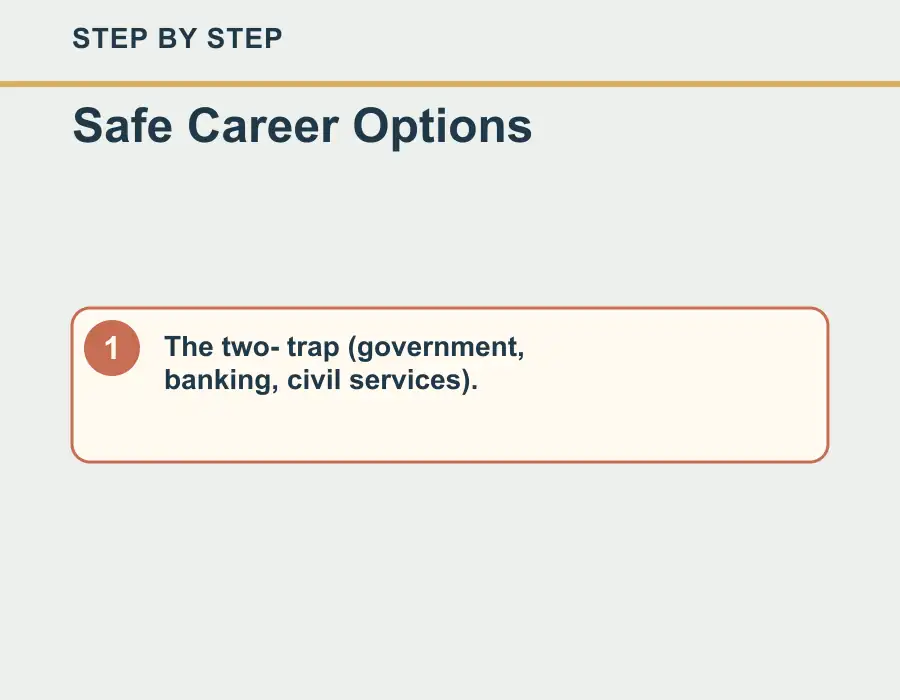 STEP BY STEP
Safe Career Options
1
The two- trap (government,
banking, civil services).